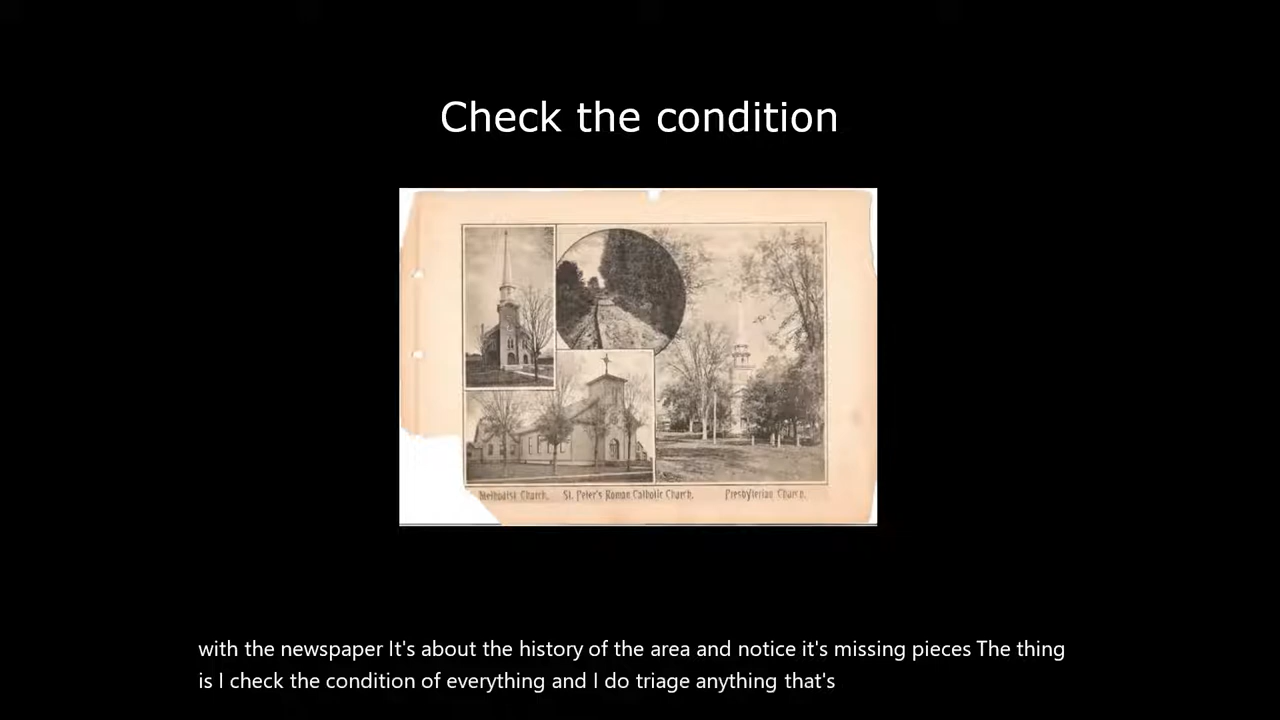 Check the condition
Methodist Church. St. Peter's Roman Catholic Church. Presbyterian Church.
with the newspaper It's about the history of the area and notice it's missing pieces The thing
is I check the condition of everything and I do triage anything that's